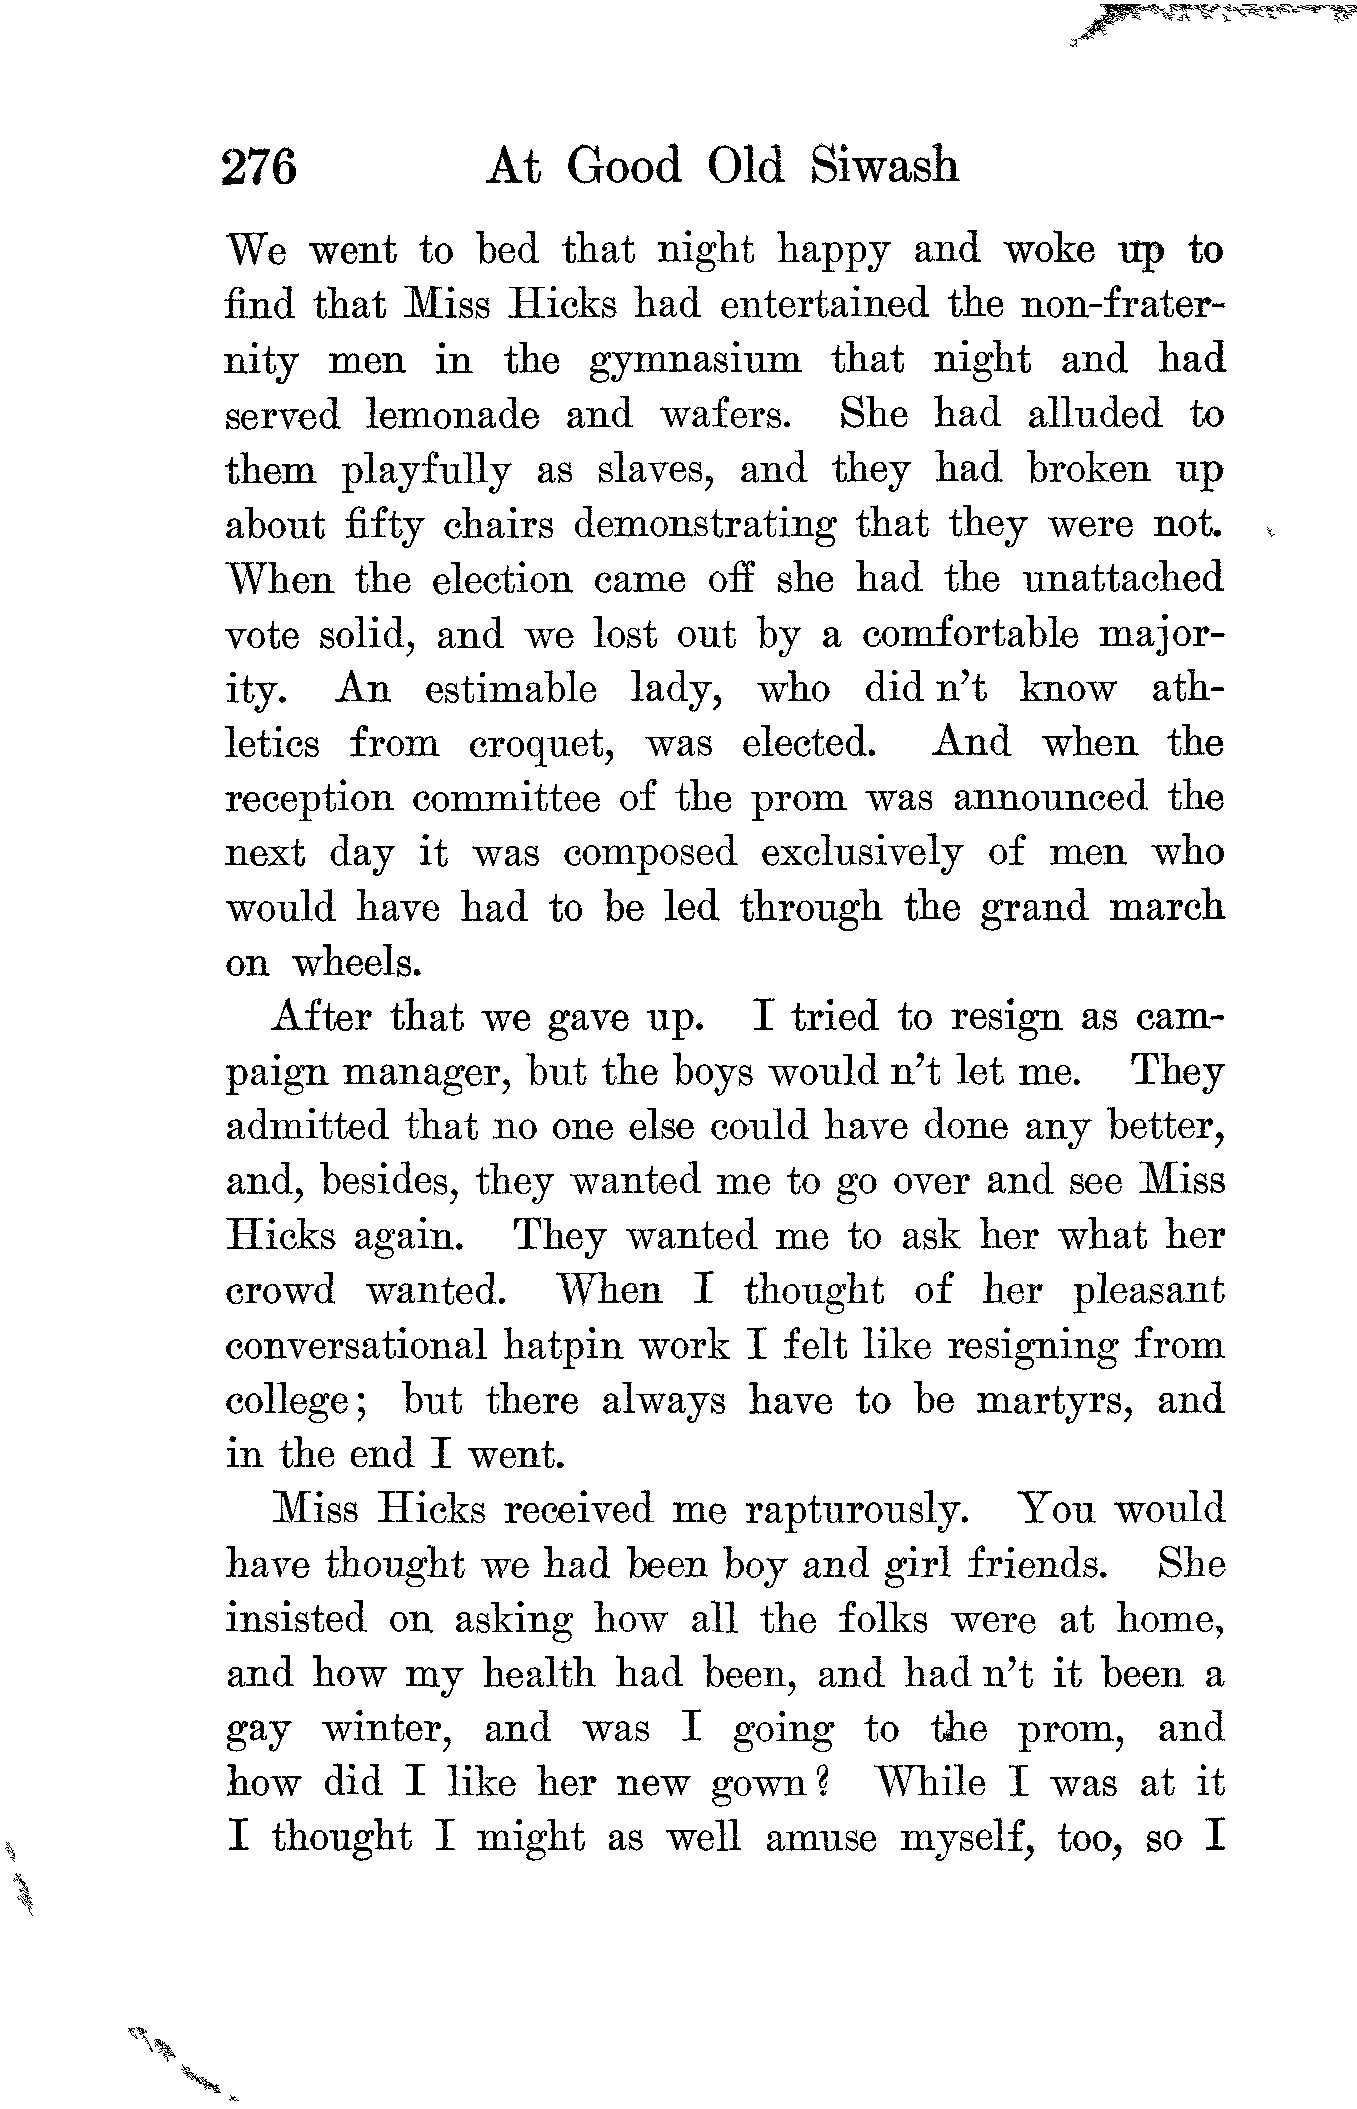 276 At Good Old Siwash
We went to bed that night happy and woke up to
find that Miss Hicks had entertained the non-frater-
nity men in the gymnasium that night and had
served lemonade and wafers. She had alluded to
them playfully as slaves, and they had broken up
about fifty chairs demonstrating that they were not.
When the election came off she had the unattached
vote solid, and we lost out by a comfortable major-
ity. An estimable lady, who did n't know ath-
letics from croquet, was elected. And when the
reception committee of the prom was announced the
next day it was composed exclusively of men who
would have had to be led through the grand march
on wheels.
After that we gave up. I tried to resign as cam-
paign manager, but the boys would n't let me. They
admitted that no one else could have done any better,
and, besides, they wanted me to go over and see Miss
Hicks again. They wanted me to ask her what her
crowd wanted. When I thought of her pleasant
conversational hatpin work I felt like resigning from
college; but there always have to be martyrs, and
in the end I went.
Miss Hicks received me rapturously. You would
have thought we had been boy and girl friends. She
insisted on asking how all the folks were at home,
and how my health had been, and had n't it been a
gay winter, and was I going to the prom, and
how did I like her new gown? While I was at it
I thought I might as well amuse myself, too, so I